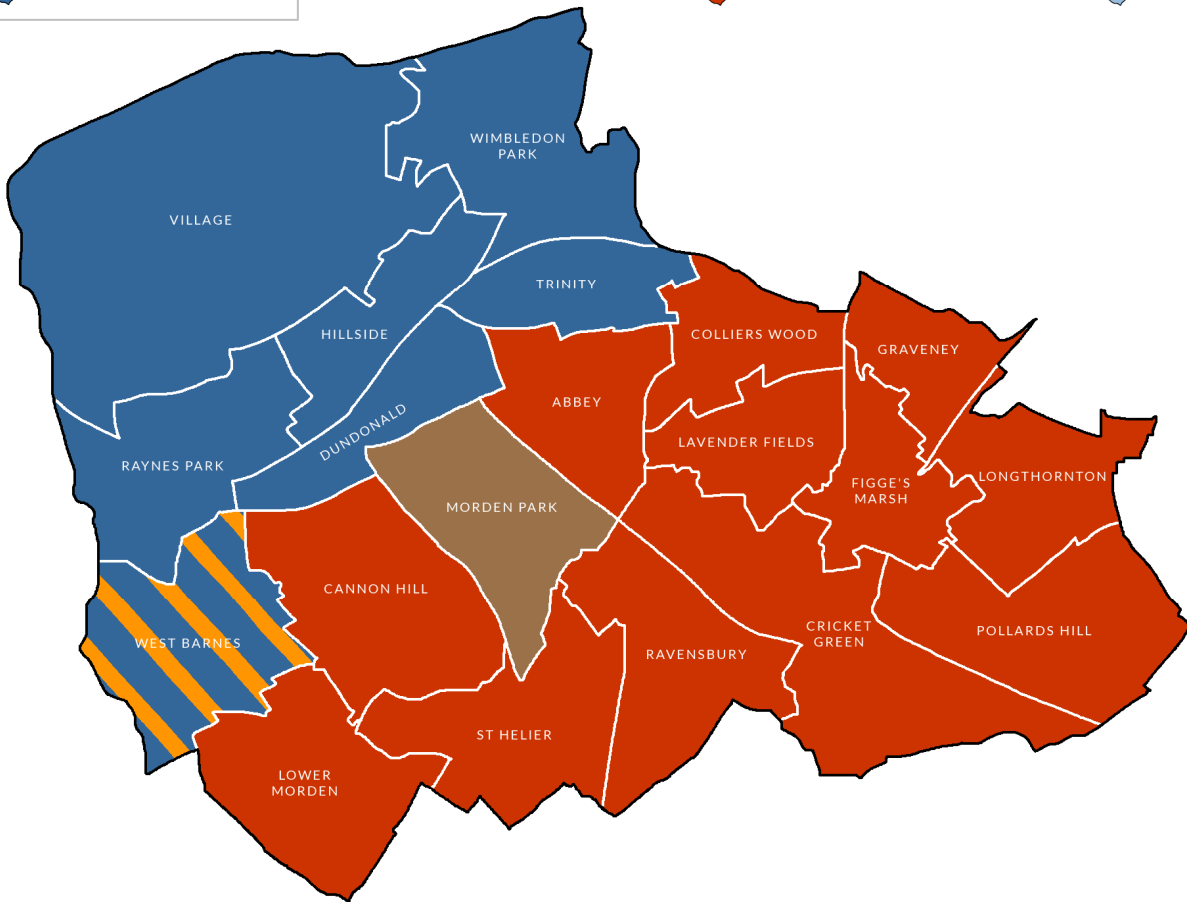 WIMBLEDON
PARK
VILLAGE
TRINITY
HILLSIDE
COLLIERS WOOD
GRAVENEY
ABBEY
DUNDONALD
LAVENDER FIELDS
RAYNES PARK
LONGTHORNTON
FIGGE'S
MARSH
MORDEN PARK
CANNON HILL
WEST BARNES
CRICKET
GREEN
POLLARDS HILL
RAVENSBURY
ST HELIER
LOWER
MORDEN